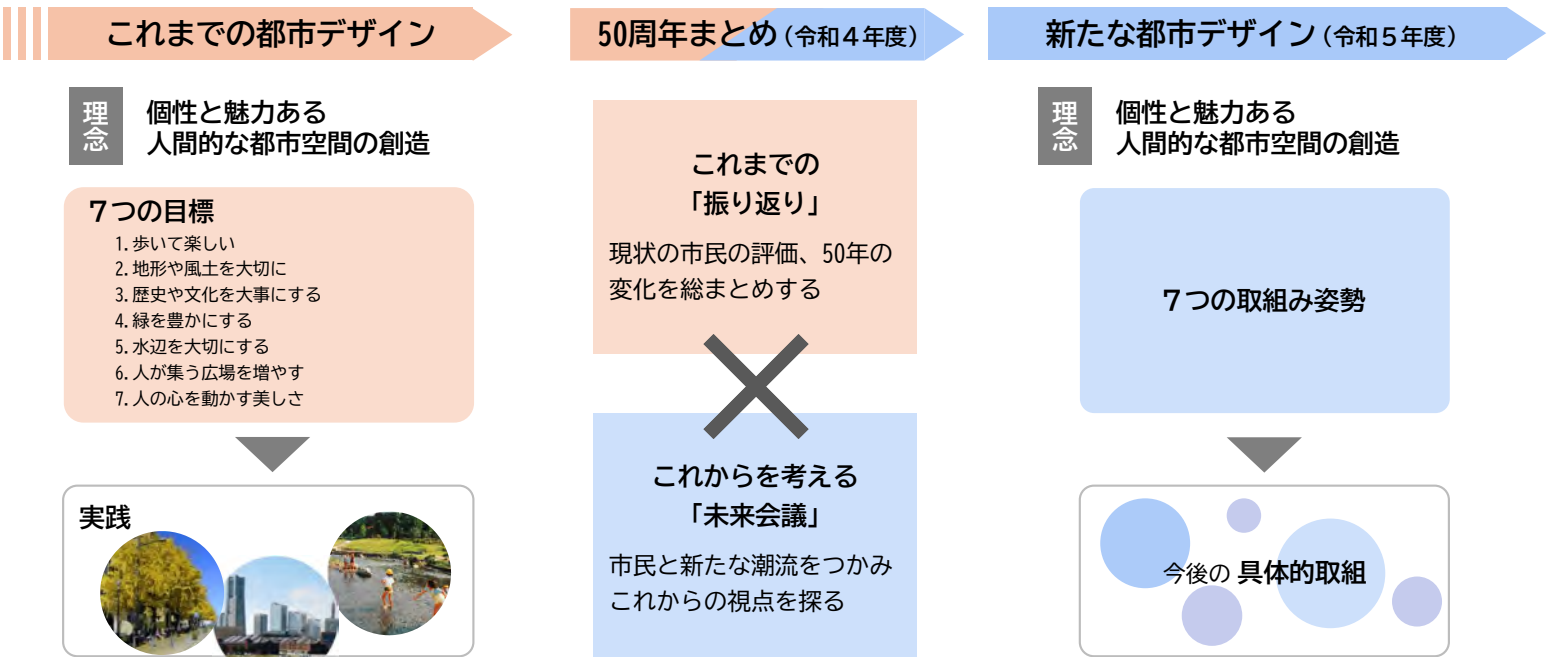 これまでの都市デザイン
理念
個性と魅力ある
人間的な都市空間の創造
７つの目標
1.歩いて楽しい
2.地形や風土を大切に
3.歴史や文化を大事にする
4.緑を豊かにする
5.水辺を大切にする
6.人が集う広場を増やす
7.人の心を動かす美しさ
実践
50周年まとめ(令和４年度)
これまでの
「振り返り」
現状の市民の評価、50年の
変化を総まとめする
これからを考える
「未来会議」
市民と新たな潮流をつかみ
これからの視点を探る
新たな都市デザイン(令和５年度)
理念
個性と魅力ある
人間的な都市空間の創造
７つの取組み姿勢
今後の 具体的取組